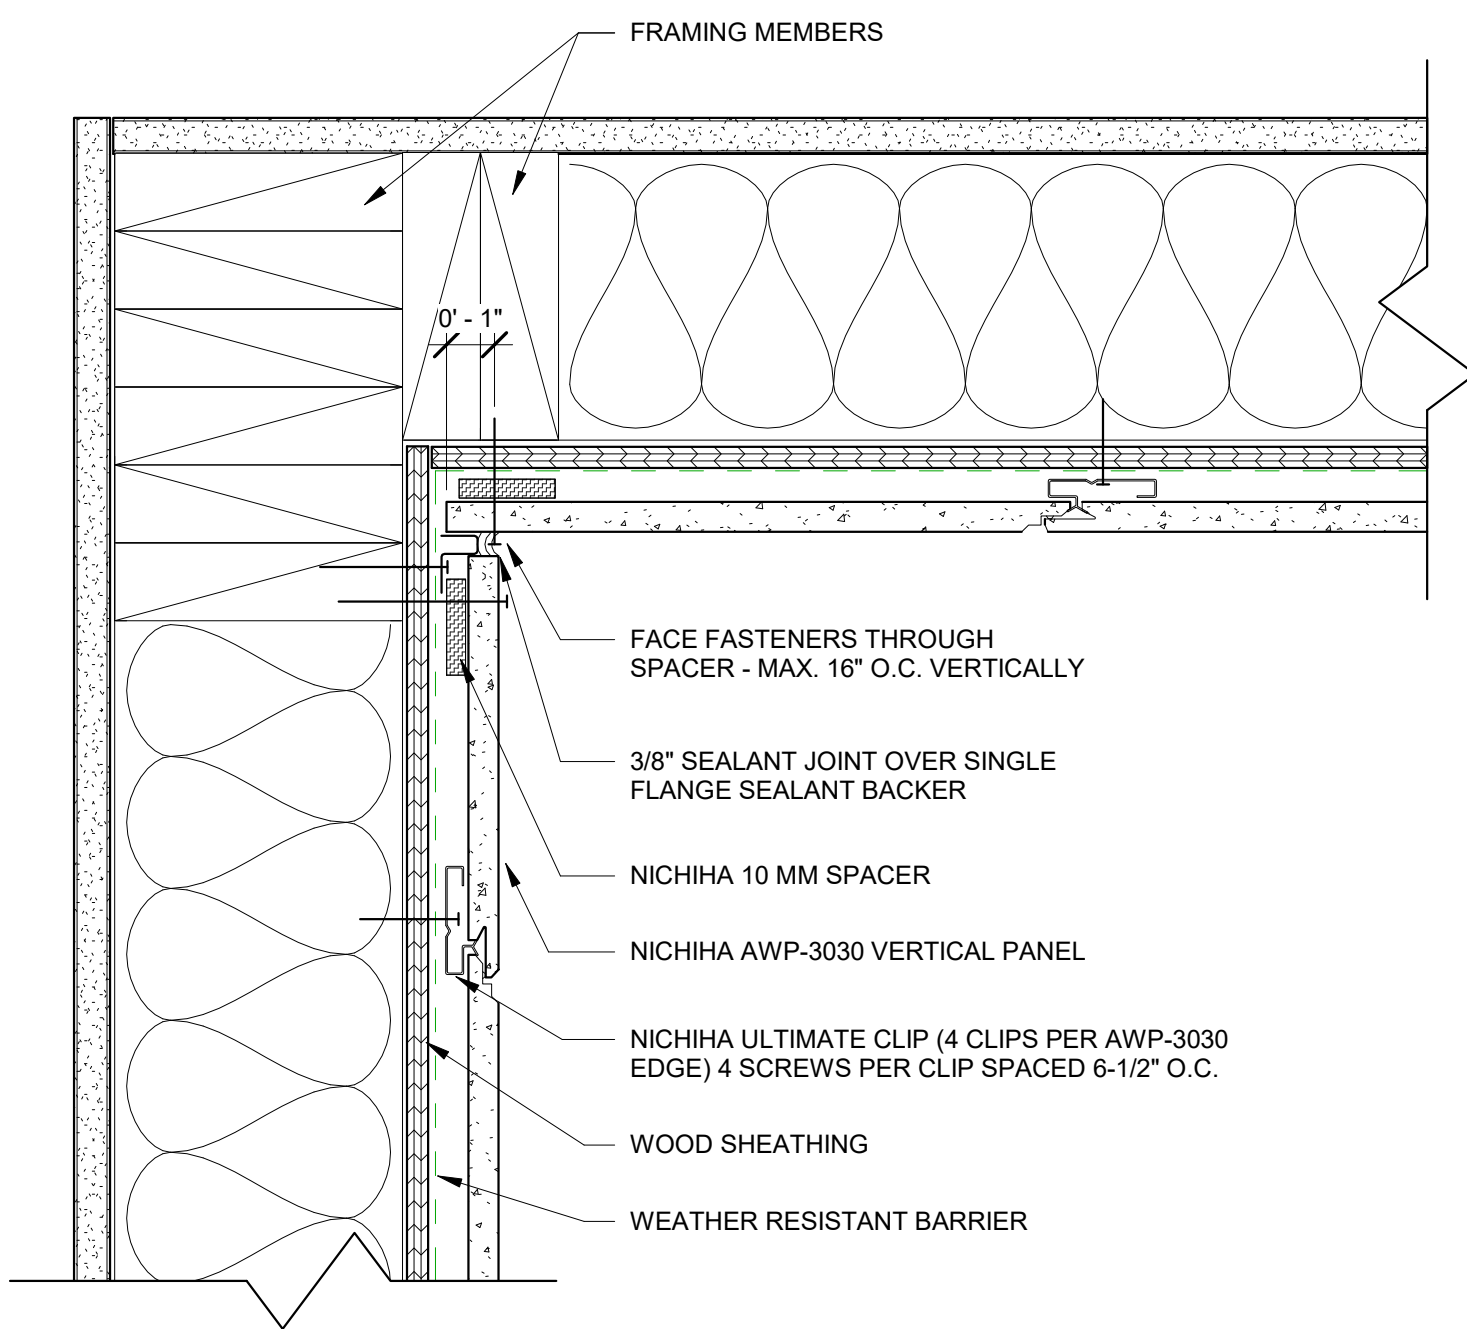 FRAMING MEMBERS
0' - 1"
FACE FASTENERS THROUGH
SPACER - MAX. 16" O.C. VERTICALLY
3/8" SEALANT JOINT OVER SINGLE
FLANGE SEALANT BACKER
NICHIHA 10 MM SPACER
NICHIHA AWP-3030 VERTICAL PANEL
NICHIHA ULTIMATE CLIP (4 CLIPS PER AWP-3030
EDGE) 4 SCREWS PER CLIP SPACED 6-1/2" O.C.
WOOD SHEATHING
WEATHER RESISTANT BARRIER